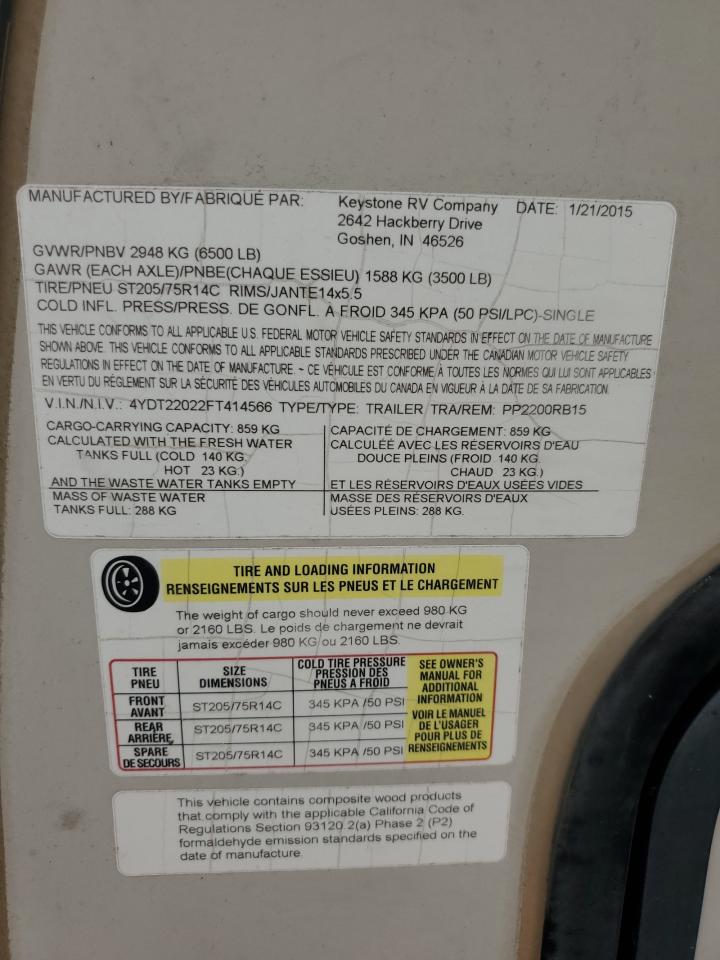 MANUFACTURED BY/FABRIQUÉ PAR: Keystone RV Company DATE: 1/21/2015
2642 Hackberry Drive
Goshen, IN 46526
GVWR/PNBV 2948 KG (6500 LB)
GAWR (EACH AXLE)/PNBE(CHAQUE ESSIEU) 1588 KG (3500 LB)
TIRE/PNEU ST205/75R14C RIMS/JANTE14x5.5
COLD INFL. PRESS/PRESS. DE GONFL. A FROID 345 KPA (50 PSI/LPC)-SINGLE
THIS VEHICLE CONFORMS TO ALL APPLICABLE U.S. FEDERAL MOTOR VEHICLE SAFETY STANDARDS IN EFFECT ON THE DATE OF MANUFACTURE
SHOWN ABOVE. THIS VEHICLE CONFORMS TO ALL APPLICABLE STANDARDS PRESCRIBED UNDER THE CANADIAN MOTOR VEHICLE SAFETY
REGULATIONS IN EFFECT ON THE DATE OF MANUFACTURE. ~ CE VÉHICULE EST CONFORME À TOUTES LES NORMES QUI LUI SONT APPLICABLES
EN VERTU DU RÉGLEMENT SUR LA SÉCURITÉ DES VÉHICULES AUTOMOBILES DU CANADA EN VIGUEUR À LA DATE DE SA FABRICATION.
V.I.N./N.I.V.: 4YDT22022FT414566 TYPE/TYPE: TRAILER TRA/REM: PP2200RB15
CARGO-CARRYING CAPACITY: 859 KG
CALCULATED WITH THE FRESH WATER
TANKS FULL (COLD 140 KG.
HOT 23 KG.)
AND THE WASTE WATER TANKS EMPTY
MASS OF WASTE WATER
TANKS FULL: 288 KG
CAPACITÉ DE CHARGEMENT: 859 KG
CALCULÉE AVEC LES RÉSERVOIRS D'EAU
DOUCE PLEINS (FROID 140 KG.
CHAUD 23 KG.)
ET LES RÉSERVOIRS D'EAUX USÉES VIDES
MASSE DES RÉSERVOIRS D'EAUX
USÉES PLEINS: 288 KG.
TIRE AND LOADING INFORMATION
RENSEIGNEMENTS SUR LES PNEUS ET LE CHARGEMENT
The weight of cargo should never exceed 980 KG
or 2160 LBS. Le poids de chargement ne devrait
jamais excéder 980 KG ou 2160 LBS.
TIRE
PNEU
SIZE
DIMENSIONS
COLD TIRE PRESSURE
PRESSION DES
PNEUS A FROID
FRONT
AVANT
ST205/75R14C
345 KPA /50 PSI
REAR
ARRIÈRE
ST205/75R14C
345 KPA /50 PSI
SPARE
DE SECOURS
ST205/75R14C
345 KPA /50 PSI
SEE OWNER'S
MANUAL FOR
ADDITIONAL
INFORMATION
VOIR LE MANUEL
DE L'USAGER
POUR PLUS DE
RENSEIGNEMENTS
This vehicle contains composite wood products
that comply with the applicable California Code of
Regulations Section 93120.2(a) Phase 2 (P2)
formaldehyde emission standards specified on the
date of manufacture.